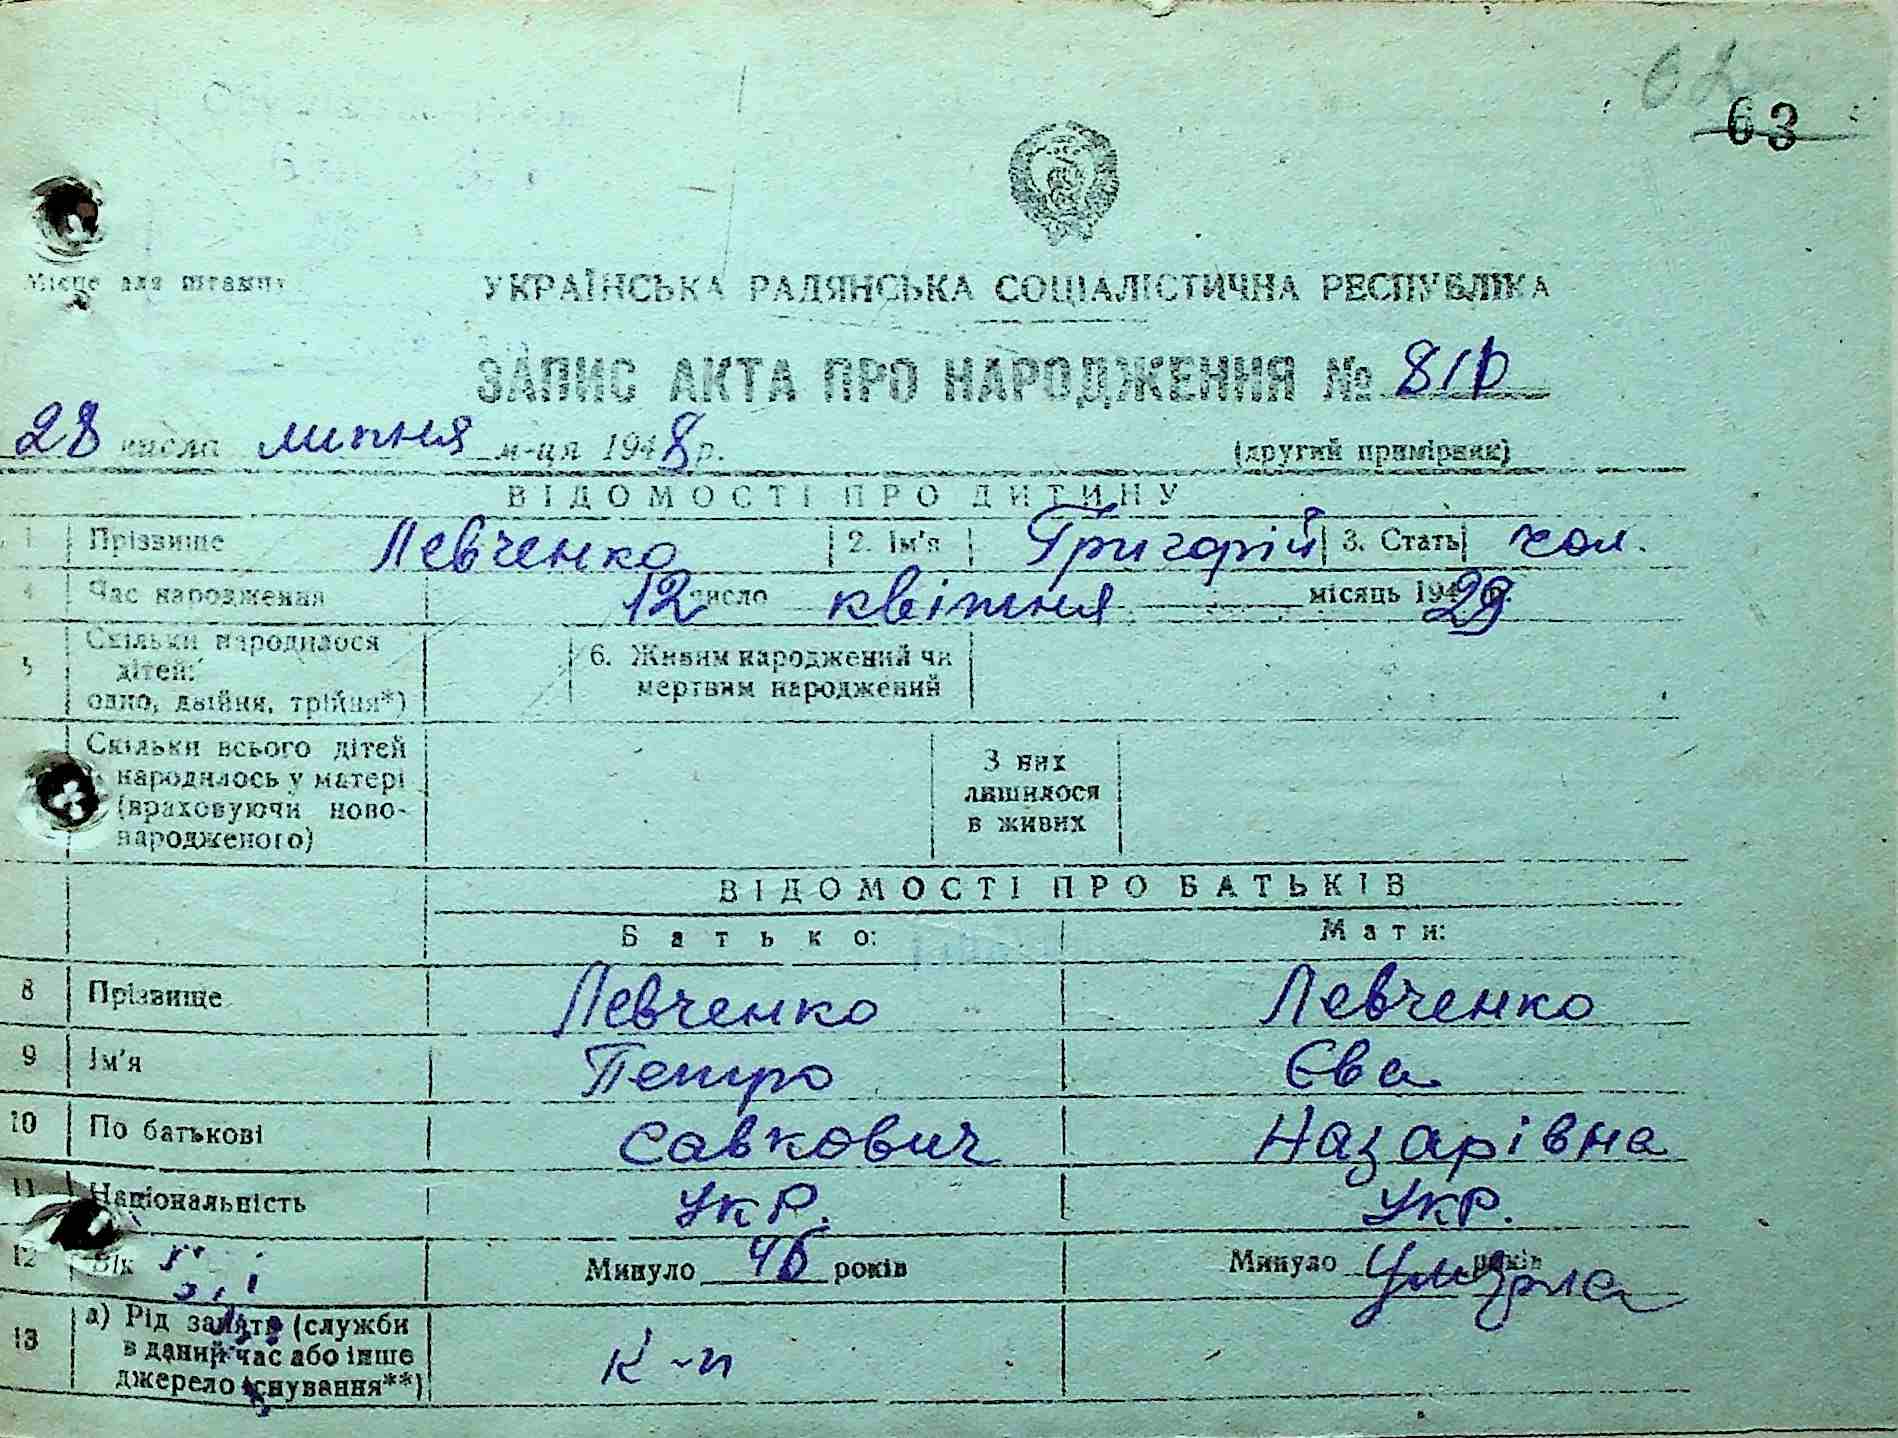 62
63
Місце для штампу
УКРАЇНСЬКА РАДЯНСЬКА СОЦІАЛІСТИЧНА РЕСПУБЛІКА
ЗАПИС АКТА ПРО НАРОДЖЕННЯ № 810
28 числа липня м-ця 1948 р. (другий примірник)
ВІДОМОСТІ ПРО ДИТИНУ
1 Прізвище Левченко 2. Ім'я Григорій 3. Стать чол.
4 Час народження 12 число квітня місяць 1929 р.
5 Скільки народилося
дітей:
одно, двійня, трійня*)
6. Живим народжений чи
мертвим народжений
Скільки всього дітей
народилось у матері
(враховуючи ново-
народженого)
З них
лишилося
в живих
ВІДОМОСТІ ПРО БАТЬКІВ
Батько: Мати:
8 Прізвище Левченко Левченко
9 Ім'я Петро Єва
10 По батькові Савкович Назарівна
11 Національність Укр. Укр.
12 Вік Минуло 46 років Минуло років Умерла
13 а) Рід занять (служби
в даний час або інше
джерело існування**)
к-п